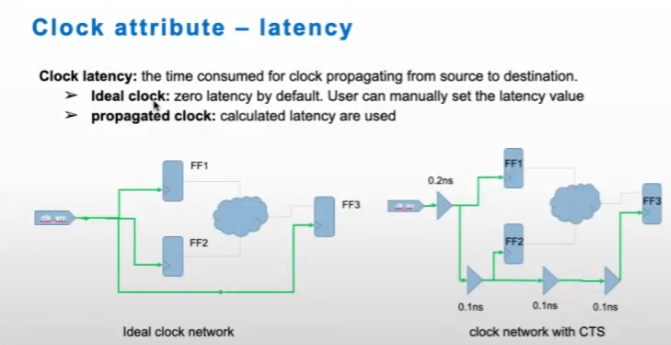 Clock attribute – latency
Clock latency: the time consumed for clock propagating from source to destination.
➢ Ideal clock: zero latency by default. User can manually set the latency value
➢ propagated clock: calculated latency are used
FF1
FF2
FF3
clk_src
Ideal clock network
0.2ns
FF1
FF2
FF3
0.1ns
0.1ns
0.1ns
clock network with CTS